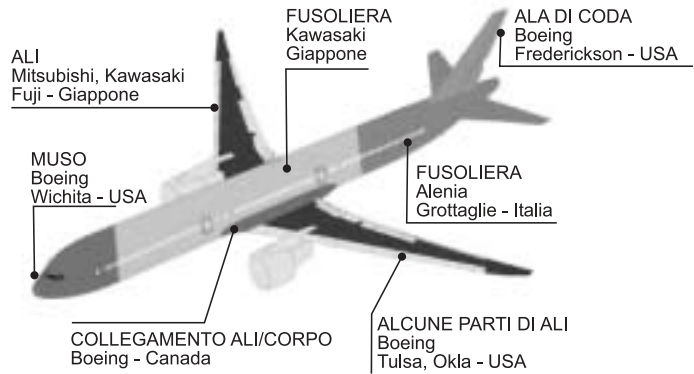 FUSOLIERA
Kawasaki
Giappone
ALA DI CODA
Boeing
Frederickson - USA
ALI
Mitsubishi, Kawasaki
Fuji - Giappone
MUSO
Boeing
Wichita - USA
FUSOLIERA
Alenia
Grottaglie - Italia
COLLEGAMENTO ALI/CORPO
Boeing - Canada
ALCUNE PARTI DI ALI
Boeing
Tulsa, Okla - USA